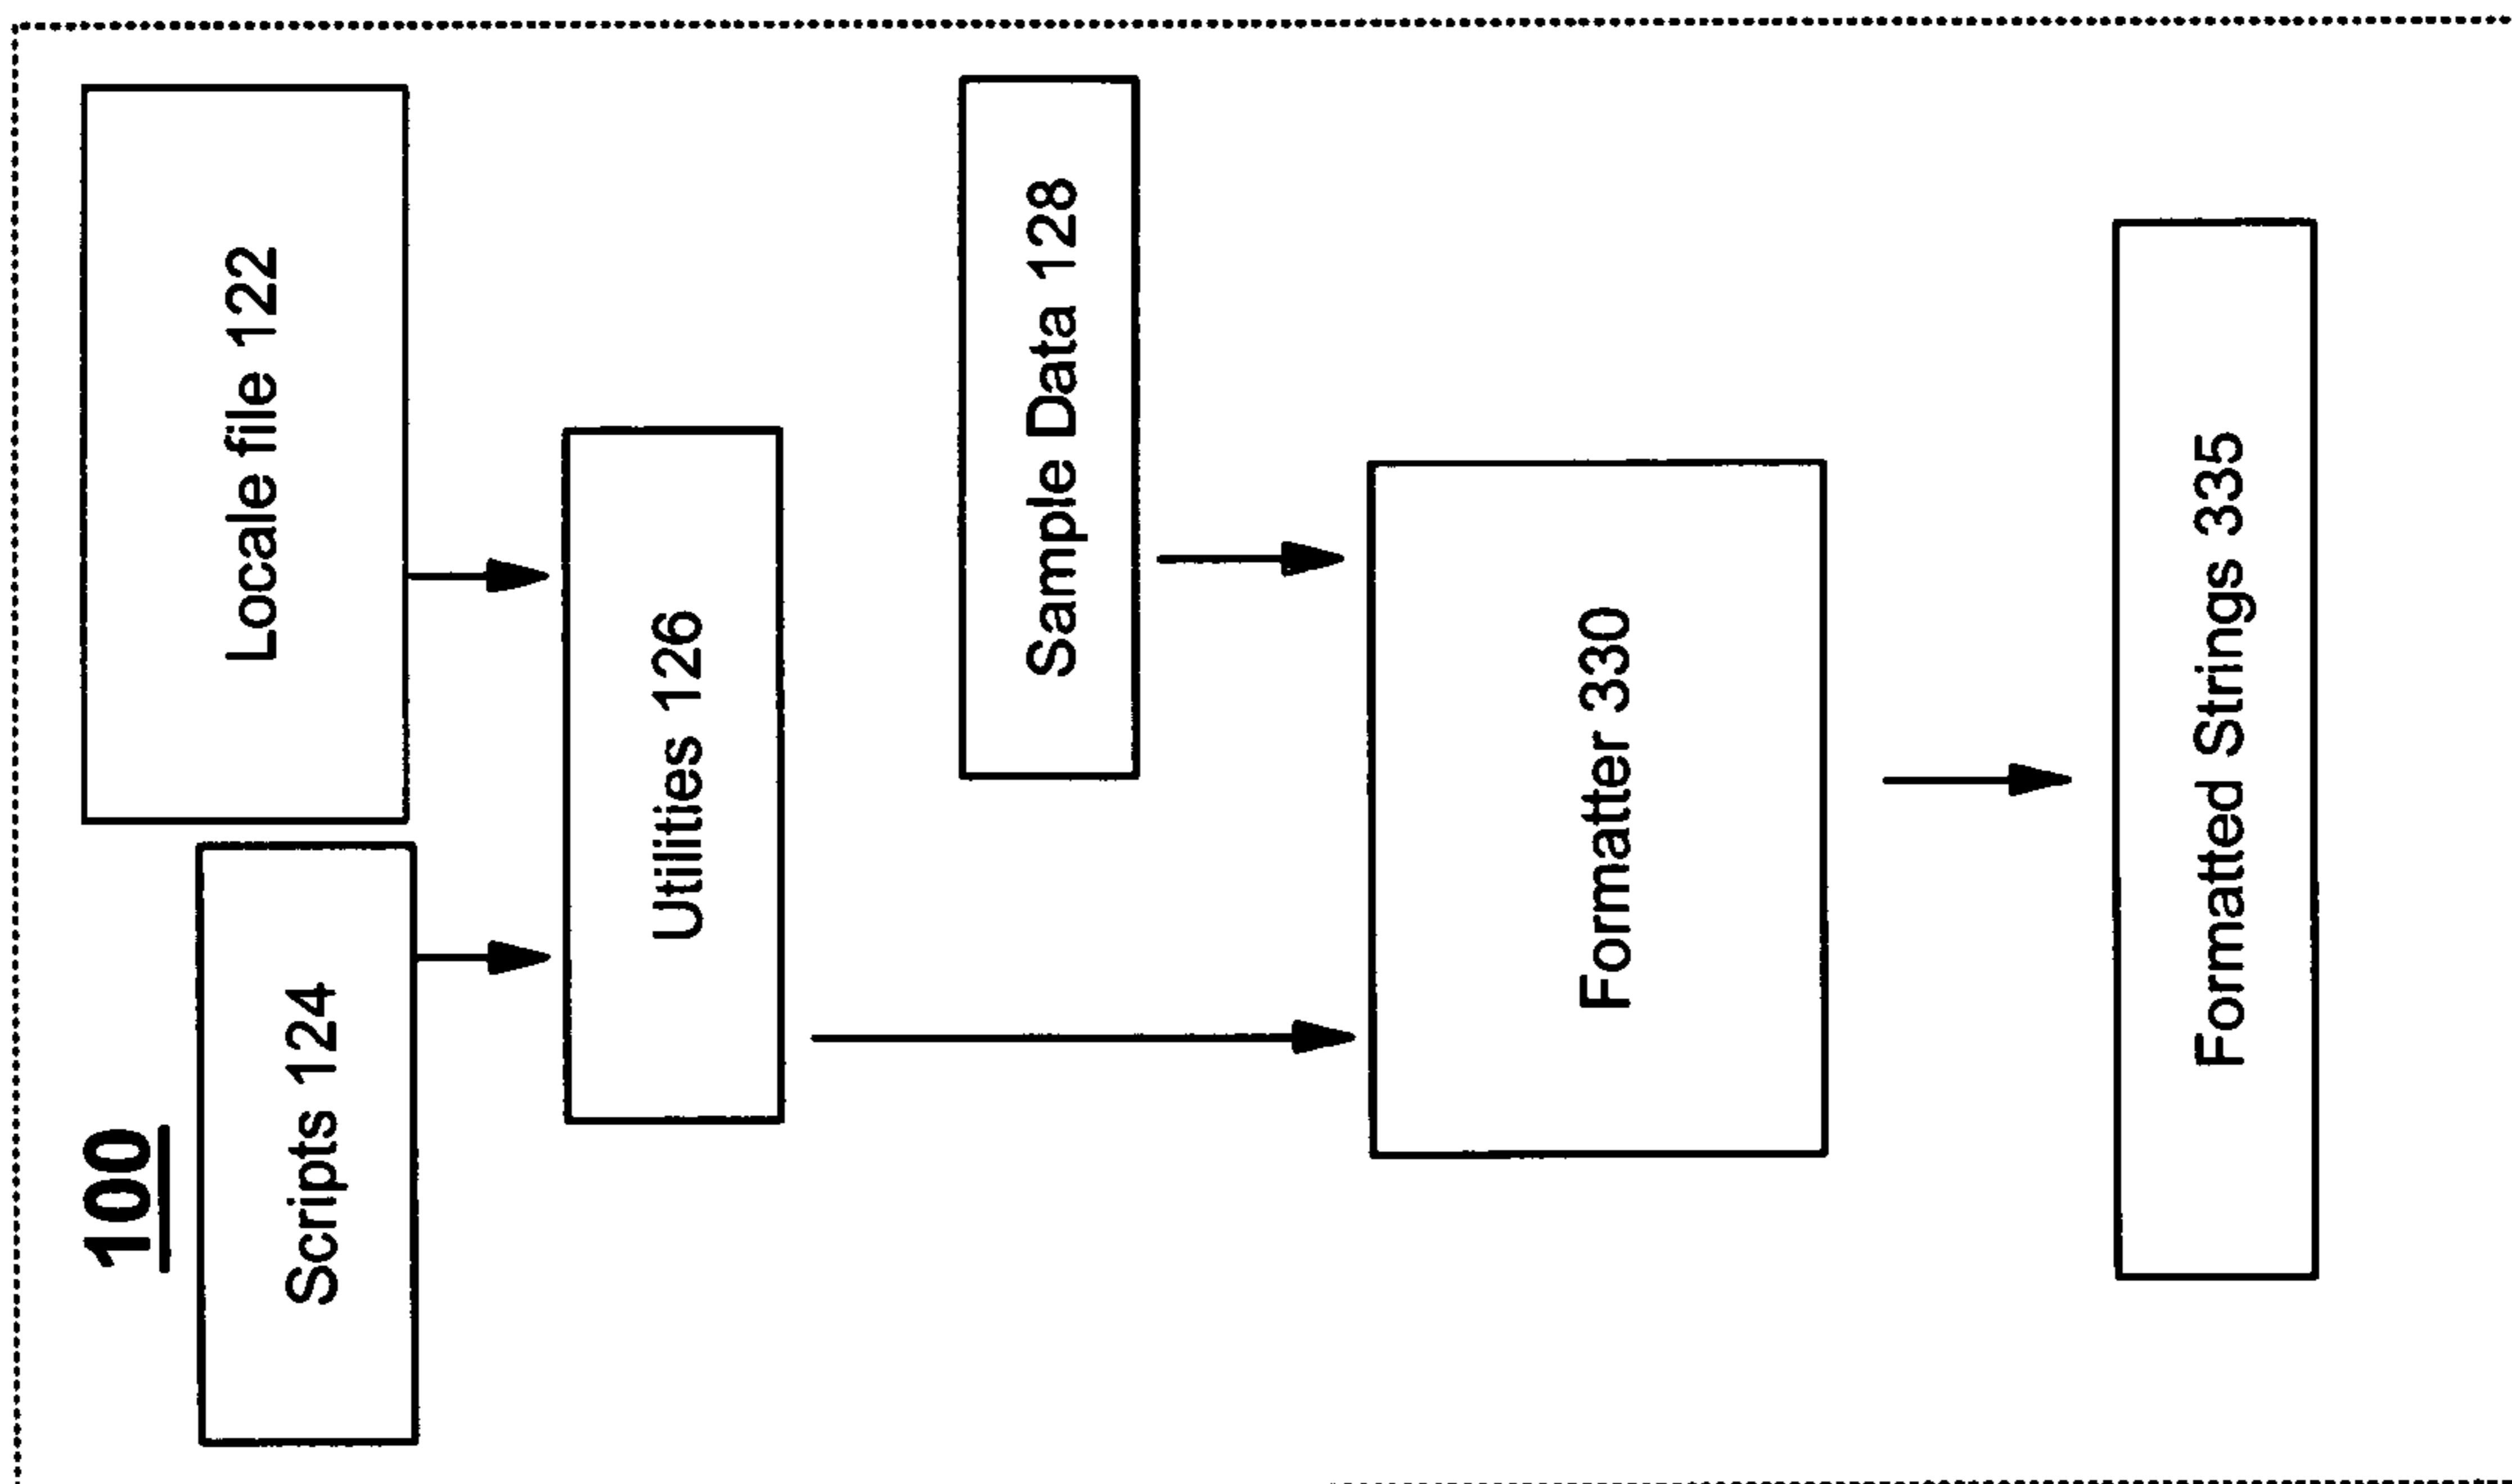 100
Scripts 124
Locale file 122
Utilities 126
Sample Data 128
Formatter 330
Formatted Strings 335